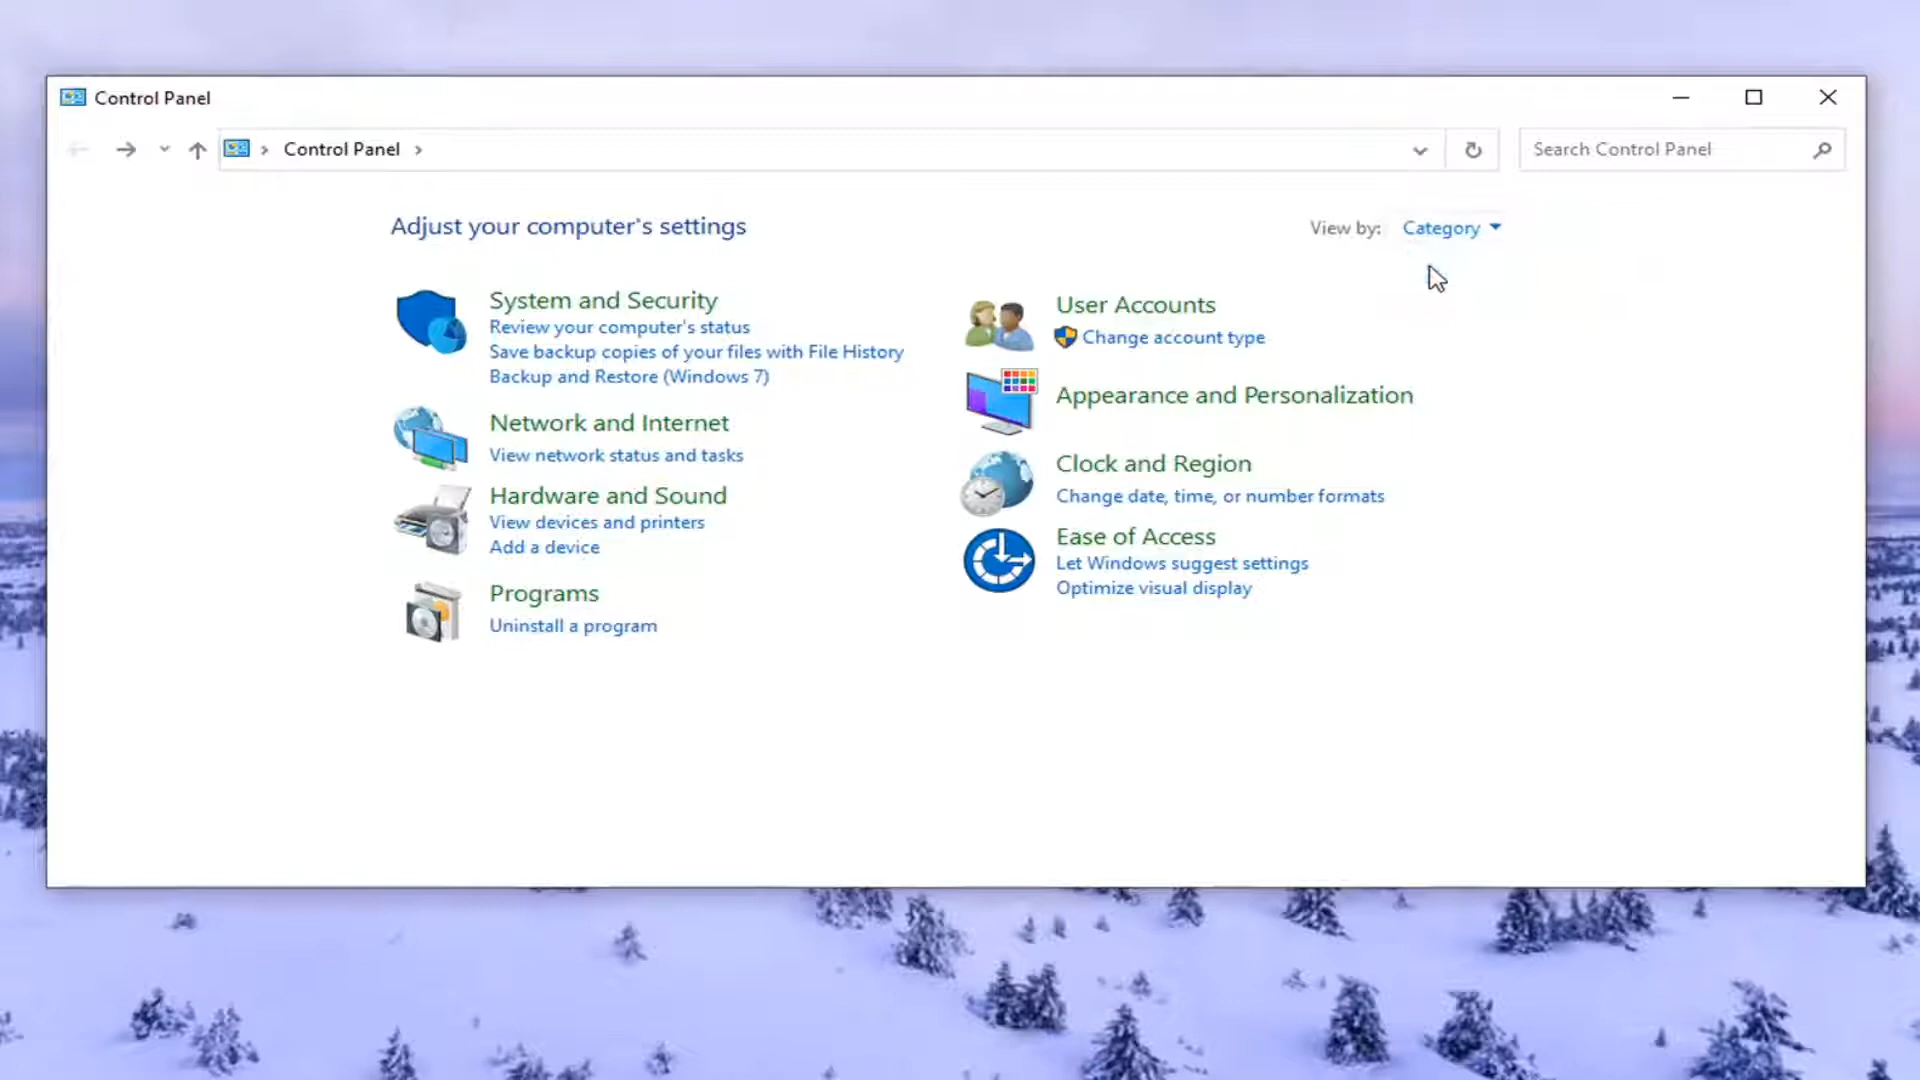 Control Panel
Control Panel
Search Control Panel
Adjust your computer's settings
View by: Category
System and Security
Review your computer's status
Save backup copies of your files with File History
Backup and Restore (Windows 7)
Network and Internet
View network status and tasks
Hardware and Sound
View devices and printers
Add a device
Programs
Uninstall a program
User Accounts
Change account type
Appearance and Personalization
Clock and Region
Change date, time, or number formats
Ease of Access
Let Windows suggest settings
Optimize visual display